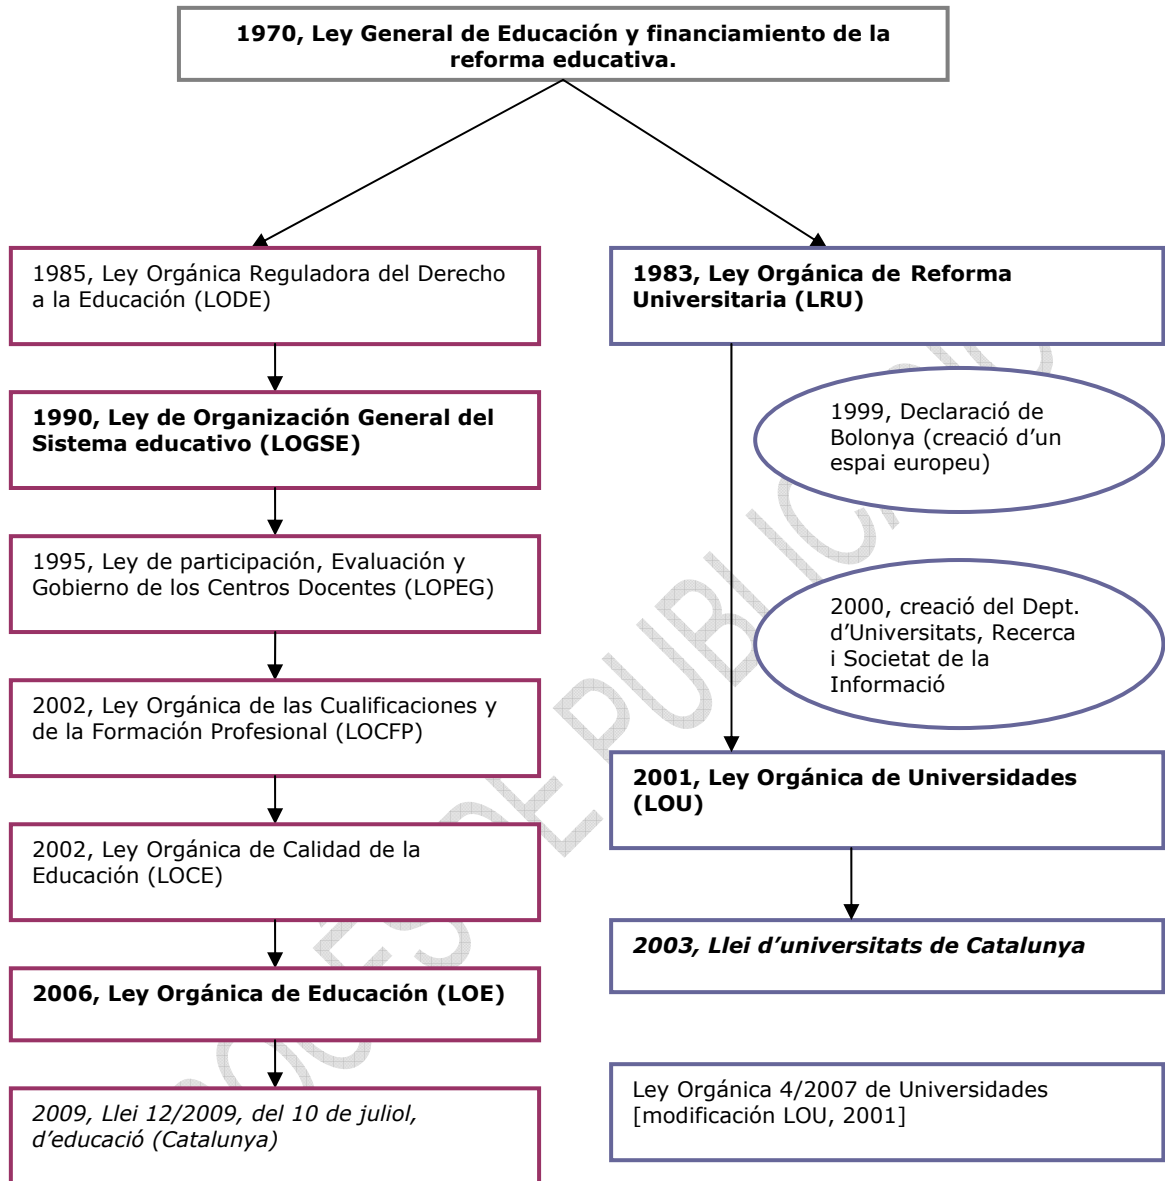 1970, Ley General de Educación y financiamiento de la
reforma educativa.
1985, Ley Orgánica Reguladora del Derecho
a la Educación (LODE)
1990, Ley de Organización General del
Sistema educativo (LOGSE)
1995, Ley de participación, Evaluación y
Gobierno de los Centros Docentes (LOPEG)
2002, Ley Orgánica de las Cualificaciones y
de la Formación Profesional (LOCFP)
2002, Ley Orgánica de Calidad de la
Educación (LOCE)
2006, Ley Orgánica de Educación (LOE)
2009, Llei 12/2009, del 10 de juliol,
d’educació (Catalunya)
1983, Ley Orgánica de Reforma
Universitaria (LRU)
1999, Declaració de
Bolonya (creació d’un
espai europeu)
2000, creació del Dept.
d’Universitats, Recerca
i Societat de la
Informació
2001, Ley Orgánica de Universidades
(LOU)
2003, Llei d’universitats de Catalunya
Ley Orgánica 4/2007 de Universidades
[modificación LOU, 2001]